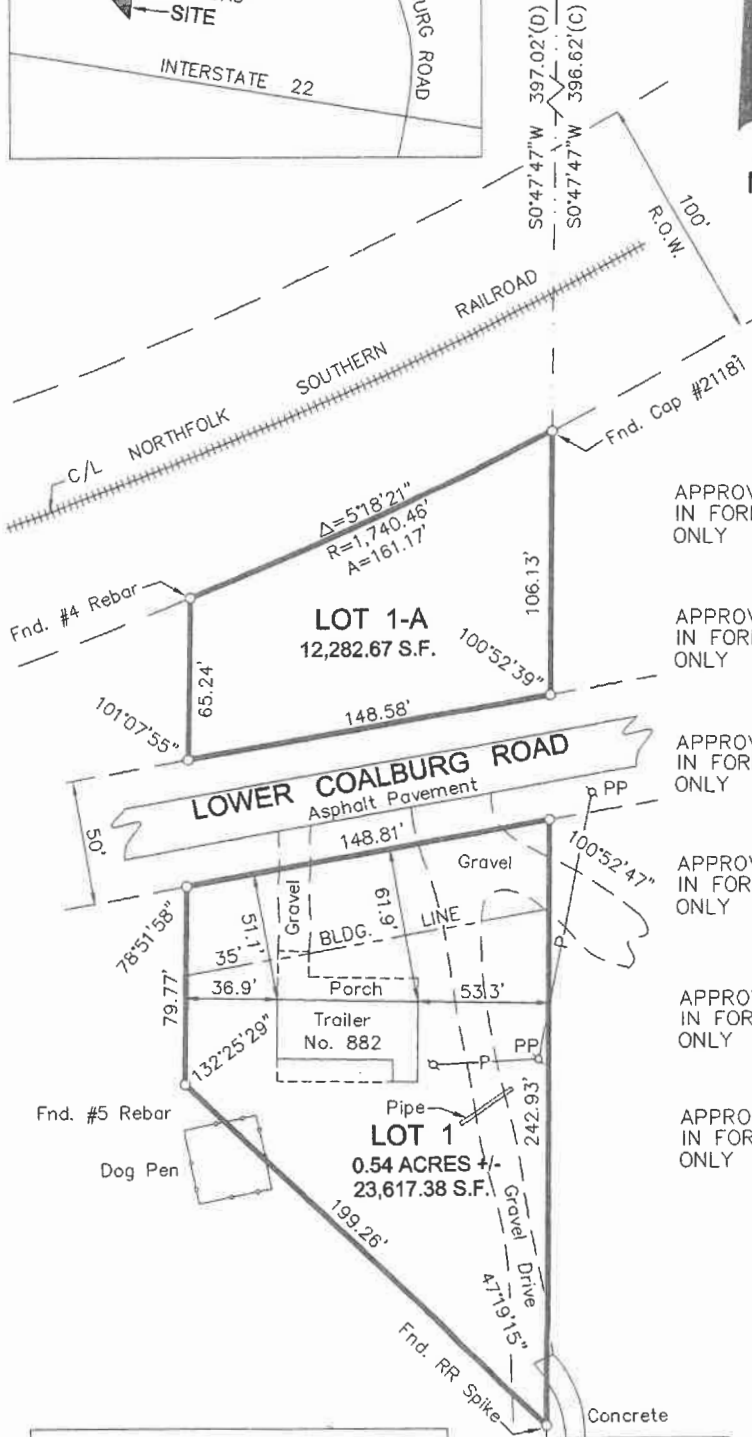 SITE
INTERSTATE 22
URG ROAD
S0°47'47"W 397.02'(D)
S0°47'47"W 396.62'(C)
100'
R.O.W.
C/L NORTHFOLK SOUTHERN RAILROAD
Fnd. Cap #21181
Δ=5°18'21"
R=1,740.46'
A=161.17'
Fnd. #4 Rebar
LOT 1-A
12,282.67 S.F.
106.13'
65.24'
100°52'39"
101°07'55"
148.58'
APPROV
IN FOR
ONLY
APPROV
IN FOR
ONLY
LOWER COALBURG ROAD
Asphalt Pavement
50'
PP
APPROV
IN FOR
ONLY
148.81'
100°52'47"
Gravel
Gravel
78°51'58"
51.1'
61.9'
APPROV
IN FOR
ONLY
35' BLDG. LINE
79.77'
36.9'
Porch
53.3'
Trailer
No. 882
132°25'29"
P
P
PP
APPROV
IN FOR
ONLY
Fnd. #5 Rebar
Pipe
242.93'
LOT 1
0.54 ACRES +/-
23,617.38 S.F.
Dog Pen
APPRO
IN FOR
ONLY
199.26'
Gravel Drive
47°19'15"
Fnd. RR Spike
Concrete